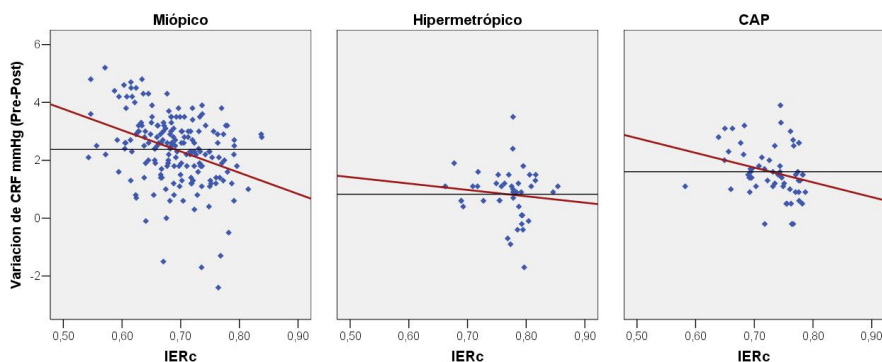 Miópico Hipermetrópico CAP
Variacion de CRF mmHg (Pre-Post)
6
4
2
0
-2
0,50 0,60 0,70 0,80 0,90 0,50 0,60 0,70 0,80 0,90 0,50 0,60 0,70 0,80 0,90
IERc IERc IERc